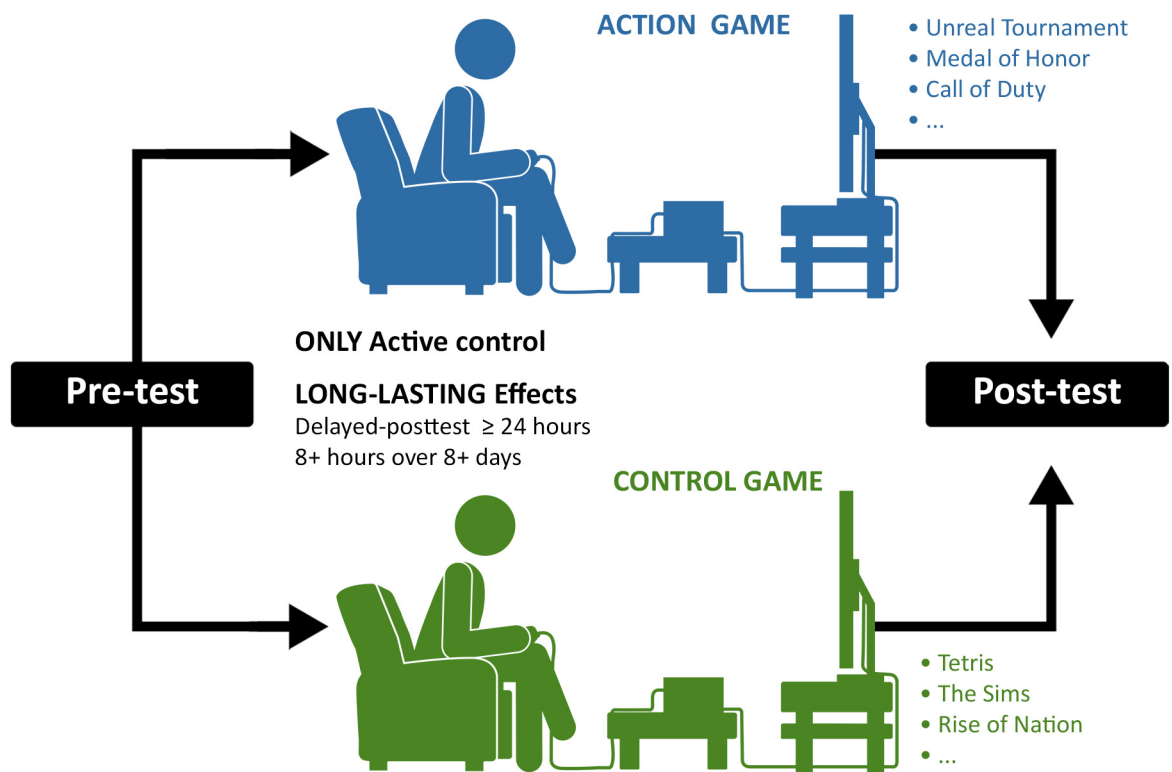 ACTION GAME
• Unreal Tournament
• Medal of Honor
• Call of Duty
• ...
Pre-test
ONLY Active control
LONG-LASTING Effects
Delayed-posttest ≥ 24 hours
8+ hours over 8+ days
Post-test
CONTROL GAME
• Tetris
• The Sims
• Rise of Nation
• ...